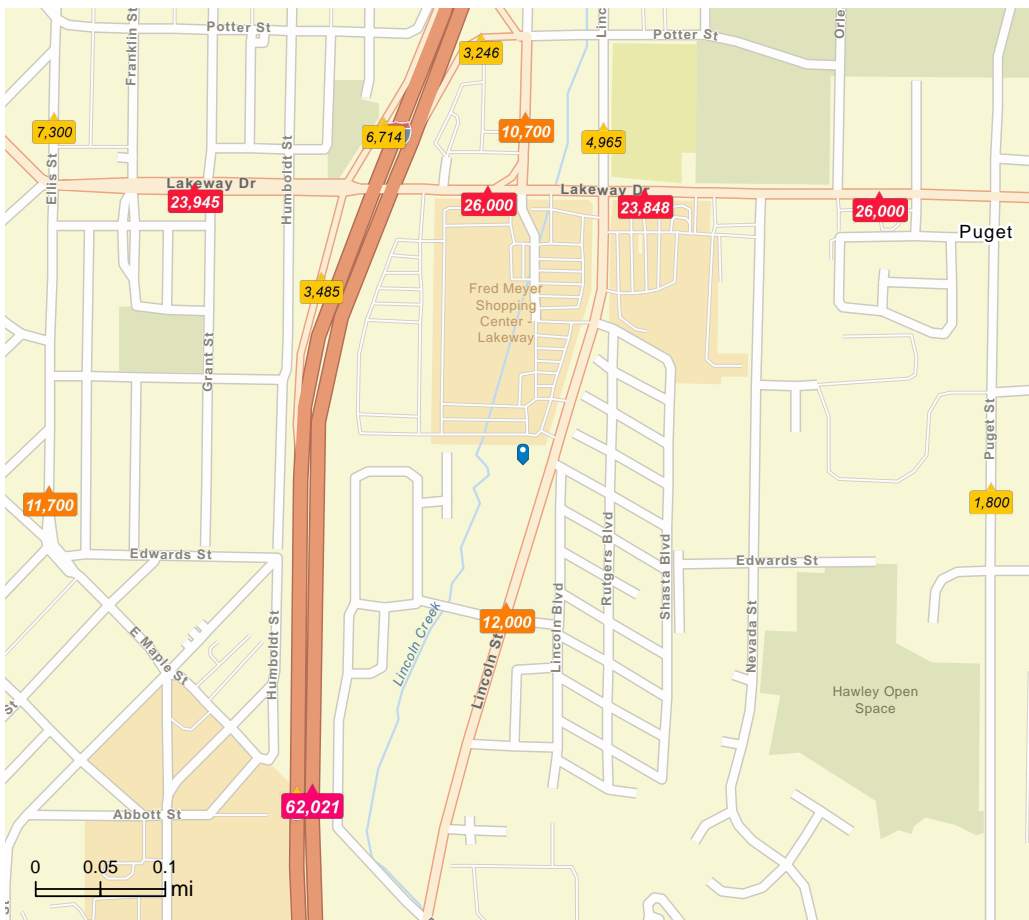 Potter St
Franklin St
Linc
Potter St
Orle
3,246
7,300
6,714
10,700
4,965
Ellis St
Lakeway Dr
23,945
Humboldt St
26,000
Lakeway Dr
23,848
26,000
Puget
3,485
Fred Meyer
Shopping
Center -
Lakeway
Grant St
Puget St
11,700
1,800
Edwards St
Rutgers Blvd
Shasta Blvd
Edwards St
E Maple St
Humboldt St
Lincoln Creek
12,000
Lincoln St
Lincoln Blvd
Nevada St
Hawley Open
Space
St
62,021
Abbott St
0 0.05 0.1
mi
St